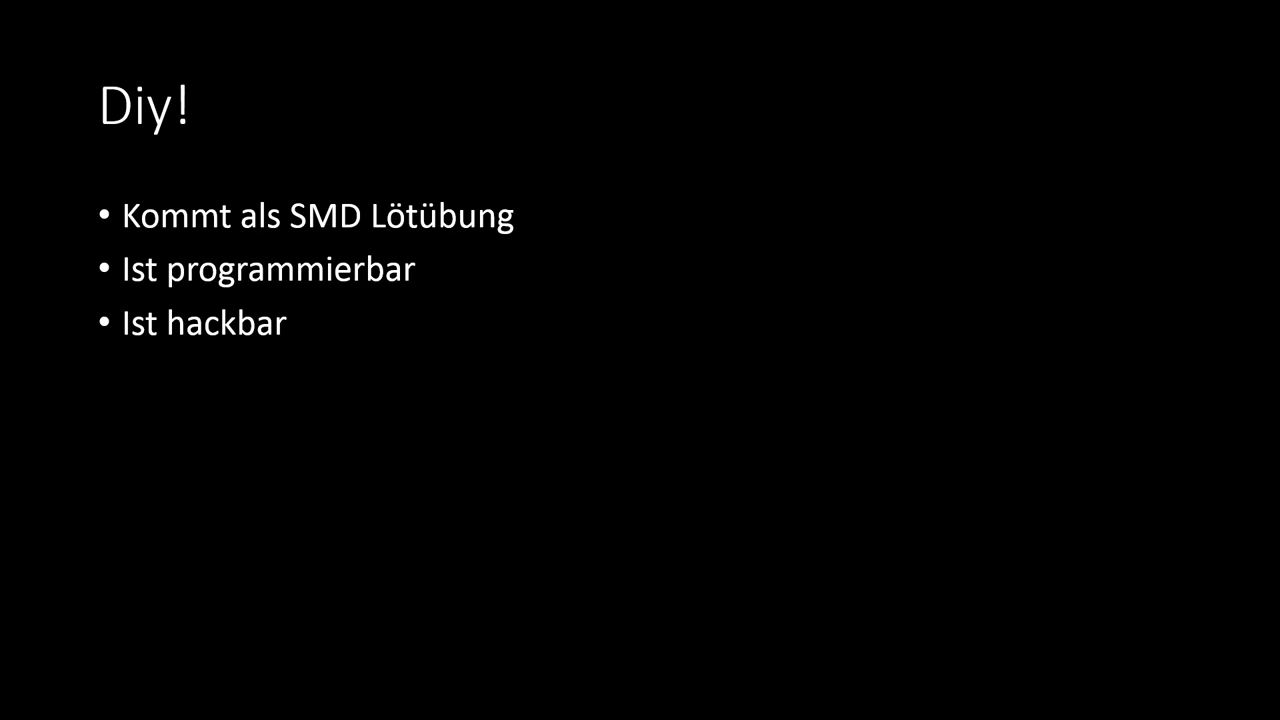 Diy!
• Kommt als SMD Lötübung
• Ist programmierbar
• Ist hackbar